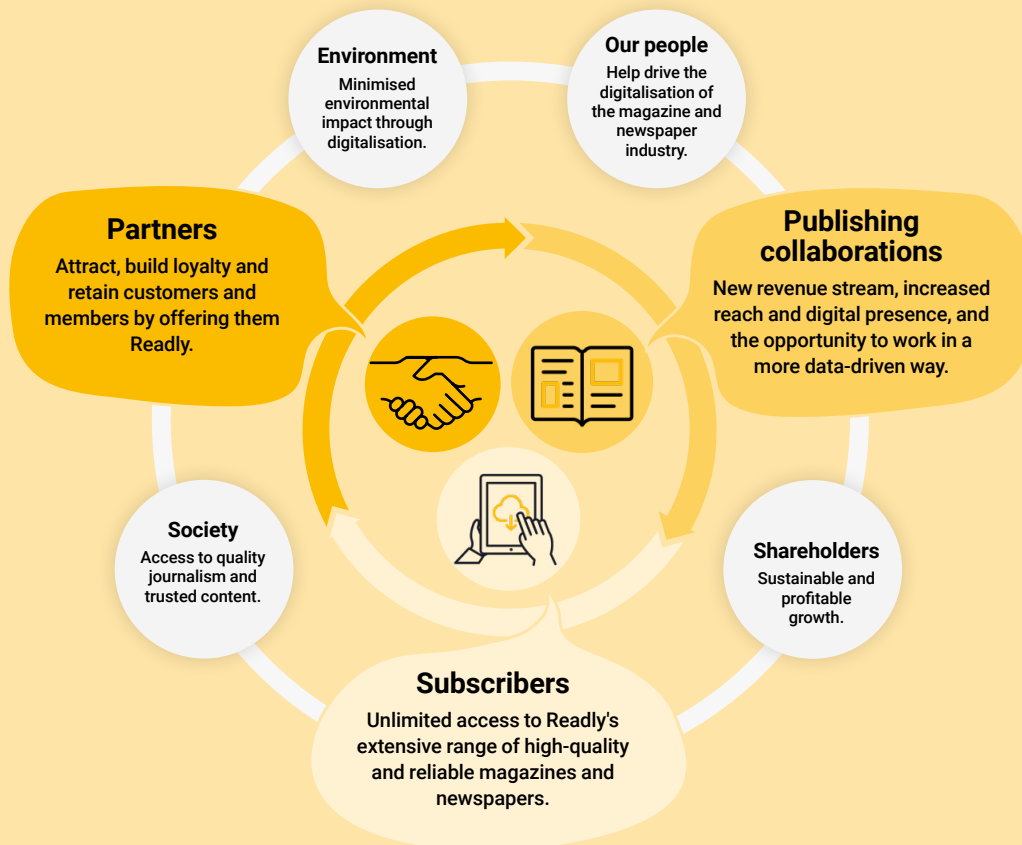 Environment
Minimised
environmental
impact through
digitalisation.
Our people
Help drive the
digitalisation of
the magazine and
newspaper
industry.
Partners
Attract, build loyalty and
retain customers and
members by offering them
Readly.
Publishing
collaborations
New revenue stream, increased
reach and digital presence, and
the opportunity to work in a
more data-driven way.
Society
Access to quality
journalism and
trusted content.
Shareholders
Sustainable and
profitable
growth.
Subscribers
Unlimited access to Readly's
extensive range of high-quality
and reliable magazines and
newspapers.